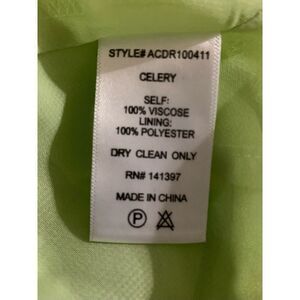 STYLE# ACDR100411
CELERY
SELF:
100% VISCOSE
LINING:
100% POLYESTER
DRY CLEAN ONLY
RN# 141397
MADE IN CHINA
P